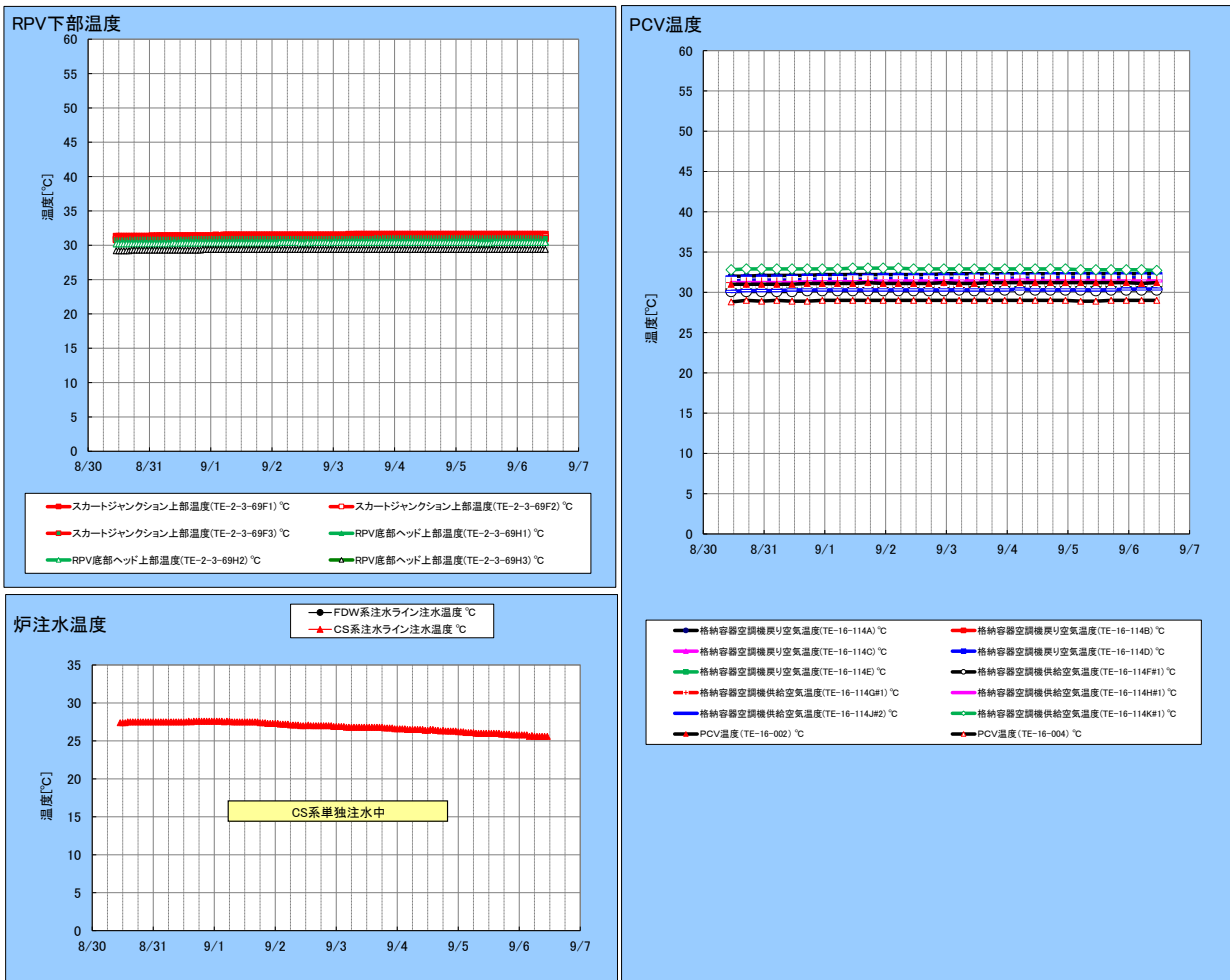 RPV下部温度
60
55
50
45
40
35
30
25
20
15
10
5
0
温度[℃]
8/30 8/31 9/1 9/2 9/3 9/4 9/5 9/6 9/7
スカートジャンクション上部温度(TE-2-3-69F1) ℃ スカートジャンクション上部温度(TE-2-3-69F2) ℃
スカートジャンクション上部温度(TE-2-3-69F3) ℃ RPV底部ヘッド上部温度(TE-2-3-69H1) ℃
RPV底部ヘッド上部温度(TE-2-3-69H2) ℃ RPV底部ヘッド上部温度(TE-2-3-69H3) ℃
炉注水温度
FDW系注水ライン注水温度 ℃
CS系注水ライン注水温度 ℃
35
30
25
20
15
10
5
0
温度[℃]
CS系単独注水中
8/30 8/31 9/1 9/2 9/3 9/4 9/5 9/6 9/7
PCV温度
60
55
50
45
40
35
30
25
20
15
10
5
0
温度[℃]
8/30 8/31 9/1 9/2 9/3 9/4 9/5 9/6 9/7
格納容器空調機戻り空気温度(TE-16-114A) ℃ 格納容器空調機戻り空気温度(TE-16-114B) ℃
格納容器空調機戻り空気温度(TE-16-114C) ℃ 格納容器空調機戻り空気温度(TE-16-114D) ℃
格納容器空調機戻り空気温度(TE-16-114E) ℃ 格納容器空調機供給空気温度(TE-16-114F#1) ℃
格納容器空調機供給空気温度(TE-16-114G#1) ℃ 格納容器空調機供給空気温度(TE-16-114H#1) ℃
格納容器空調機供給空気温度(TE-16-114J#2) ℃ 格納容器空調機供給空気温度(TE-16-114K#1) ℃
PCV温度(TE-16-002) ℃ PCV温度(TE-16-004) ℃